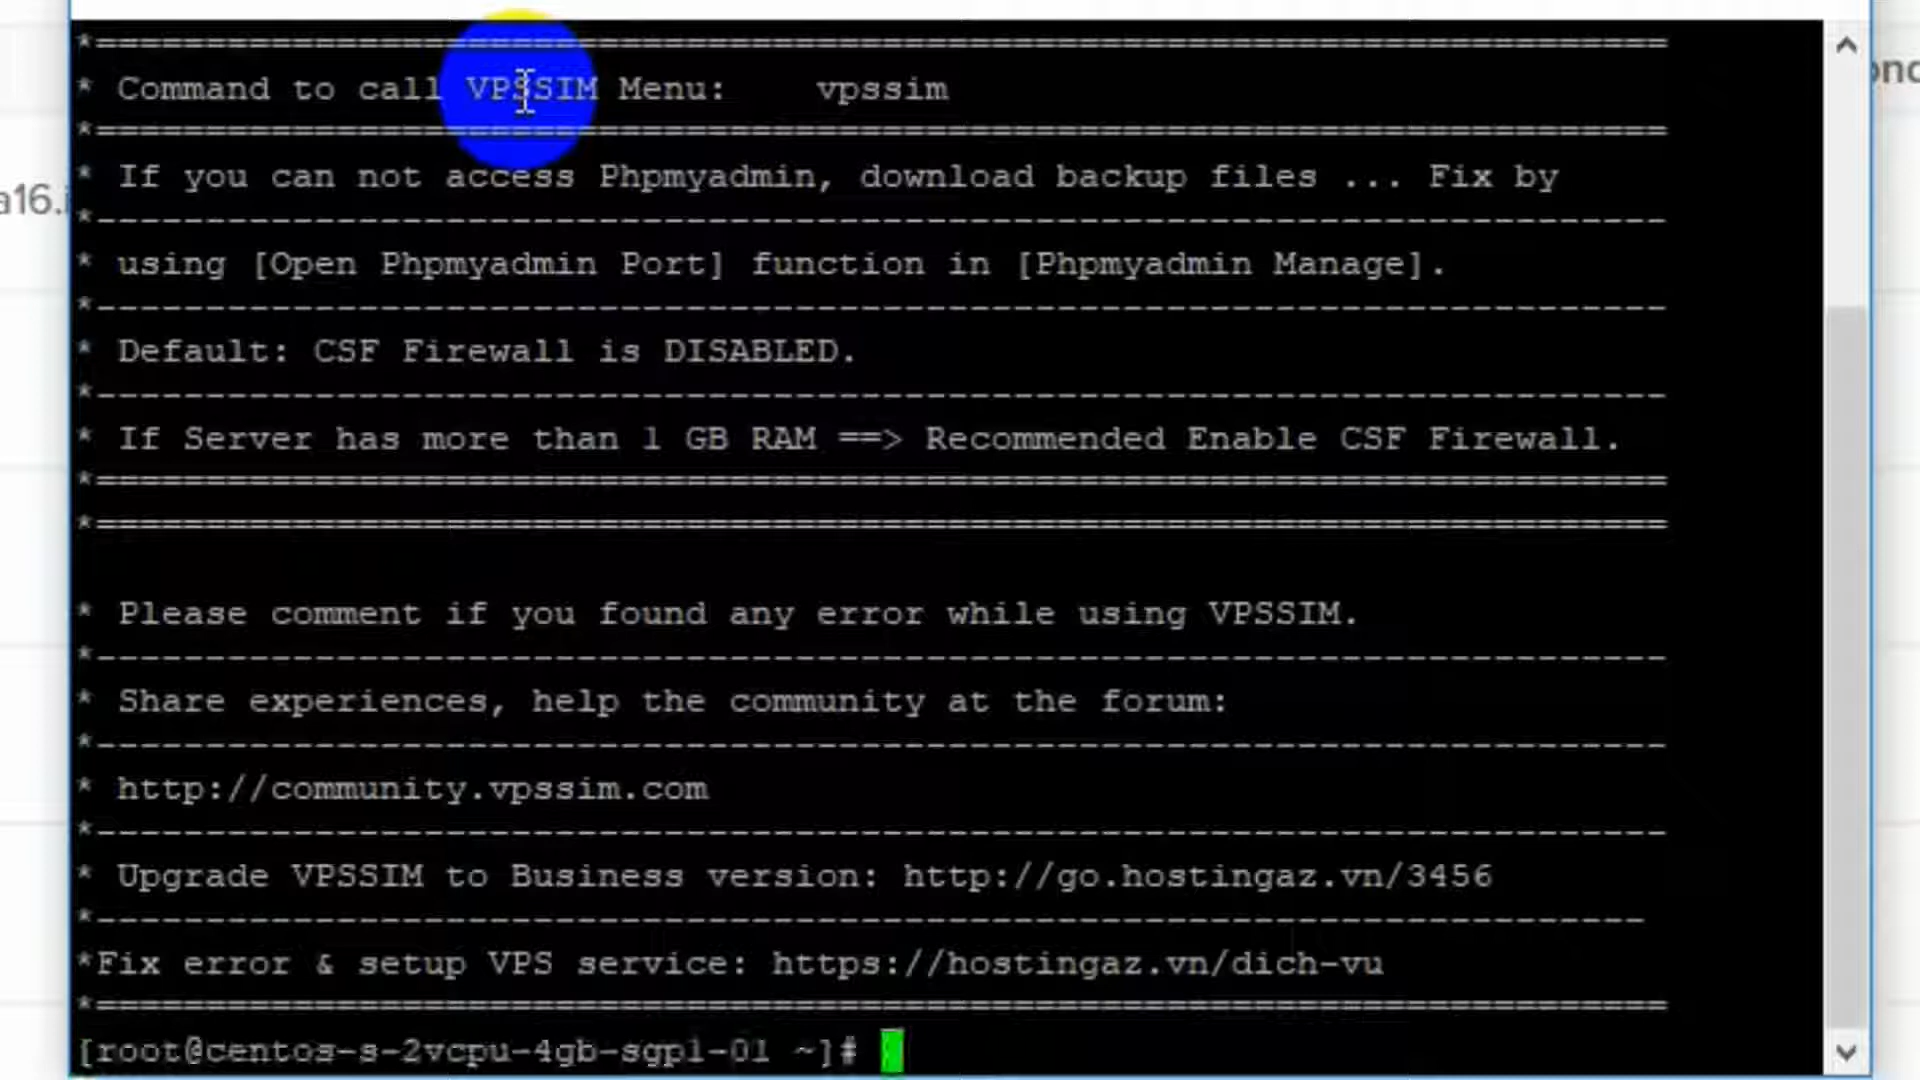 *========================================================================
* Command to call VPSSIM Menu:    vpssim
*========================================================================
* If you can not access Phpmyadmin, download backup files ... Fix by
*------------------------------------------------------------------------
* using [Open Phpmyadmin Port] function in [Phpmyadmin Manage].
*------------------------------------------------------------------------
* Default: CSF Firewall is DISABLED.
*------------------------------------------------------------------------
* If Server has more than 1 GB RAM ==> Recommended Enable CSF Firewall.
*========================================================================
*========================================================================
* Please comment if you found any error while using VPSSIM.
*------------------------------------------------------------------------
* Share experiences, help the community at the forum:
*------------------------------------------------------------------------
* http://community.vpssim.com
*------------------------------------------------------------------------
* Upgrade VPSSIM to Business version: http://go.hostingaz.vn/3456
*-----------------------------------------------------------------------
*Fix error & setup VPS service: https://hostingaz.vn/dich-vu
*========================================================================
[root@centos-s-2vcpu-4gb-sgp1-01 ~]#